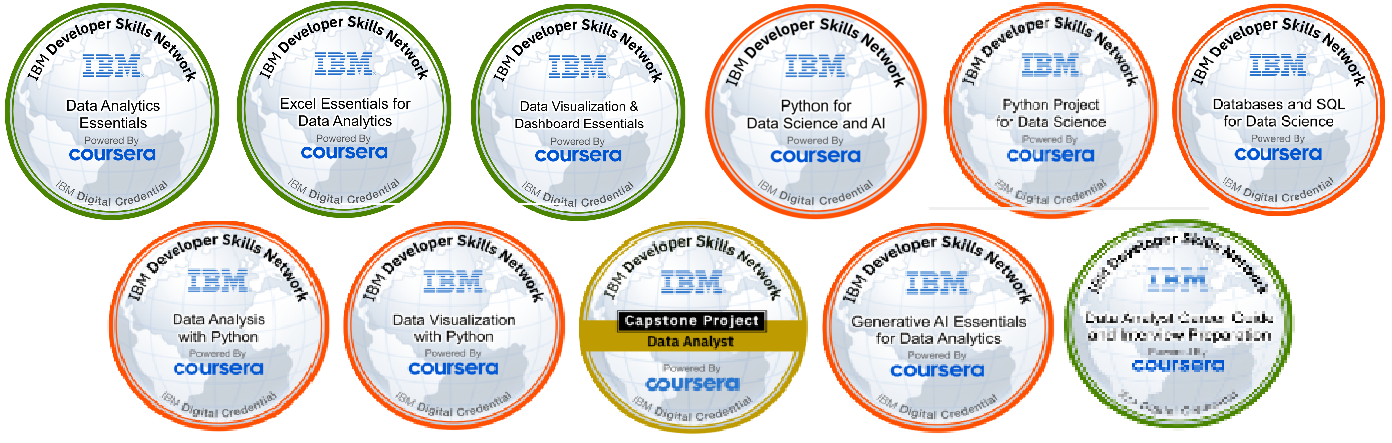 IBM Developer Skills Network
IBM
Data Analytics
Essentials
Powered By
coursera
IBM Digital Credential
IBM Developer Skills Network
IBM
Excel Essentials for
Data Analytics
Powered By
coursera
IBM Digital Credential
IBM Developer Skills Network
IBM
Data Visualization &
Dashboard Essentials
Powered By
coursera
IBM Digital Credential
IBM Developer Skills Network
IBM
Python for
Data Science and AI
Powered By
coursera
IBM Digital Credential
IBM Developer Skills Network
IBM
Python Project
for Data Science
Powered By
coursera
IBM Digital Credential
IBM Developer Skills Network
IBM
Databases and SQL
for Data Science
Powered By
coursera
IBM Digital Credential
IBM Developer Skills Network
IBM
Data Analysis
with Python
Powered By
coursera
IBM Digital Credential
IBM Developer Skills Network
IBM
Data Visualization
with Python
Powered By
coursera
IBM Digital Credential
IBM Developer Skills Network
IBM
Capstone Project
Data Analyst
Powered By
coursera
IBM Digital Credential
IBM Developer Skills Network
IBM
Generative AI Essentials
for Data Analytics
Powered By
coursera
IBM Digital Credential
IBM Developer Skills Network
IBM
Data Analyst Career Guide
and Interview Preparation
Powered By
coursera
IBM Digital Credential